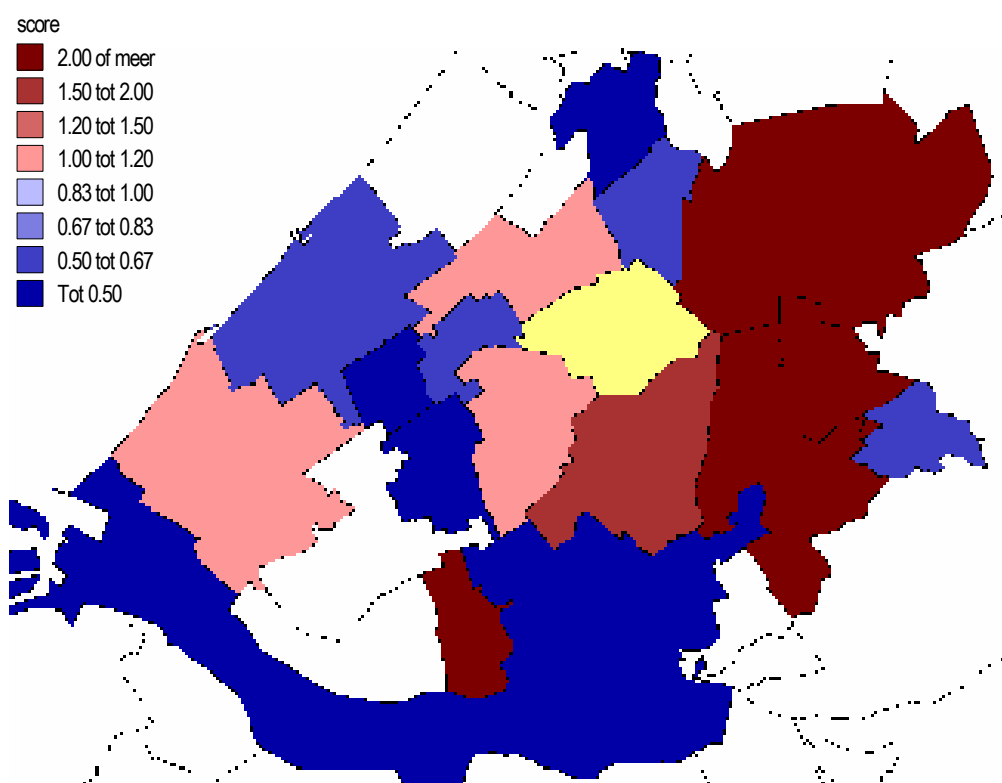 score
2.00 of meer
1.50 tot 2.00
1.20 tot 1.50
1.00 tot 1.20
0.83 tot 1.00
0.67 tot 0.83
0.50 tot 0.67
Tot 0.50